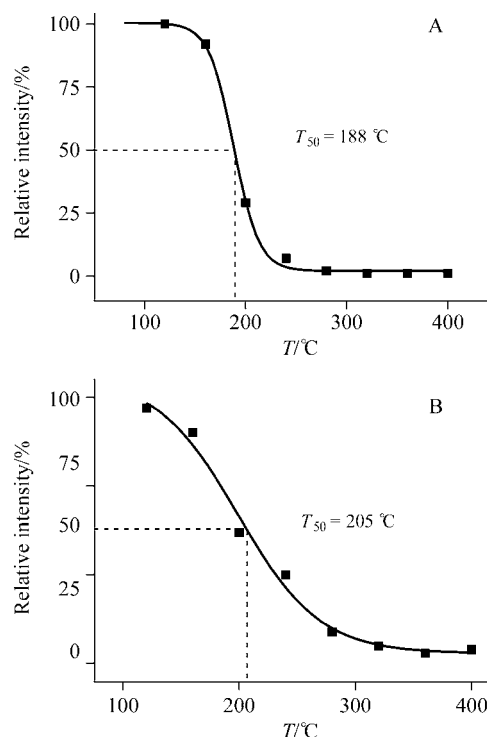 A
100
75
50
25
0
Relative intensity/%
T₅₀ = 188 ℃
100
200
300
400
T/℃
B
100
75
50
25
0
Relative intensity/%
T₅₀ = 205 ℃
100
200
300
400
T/℃